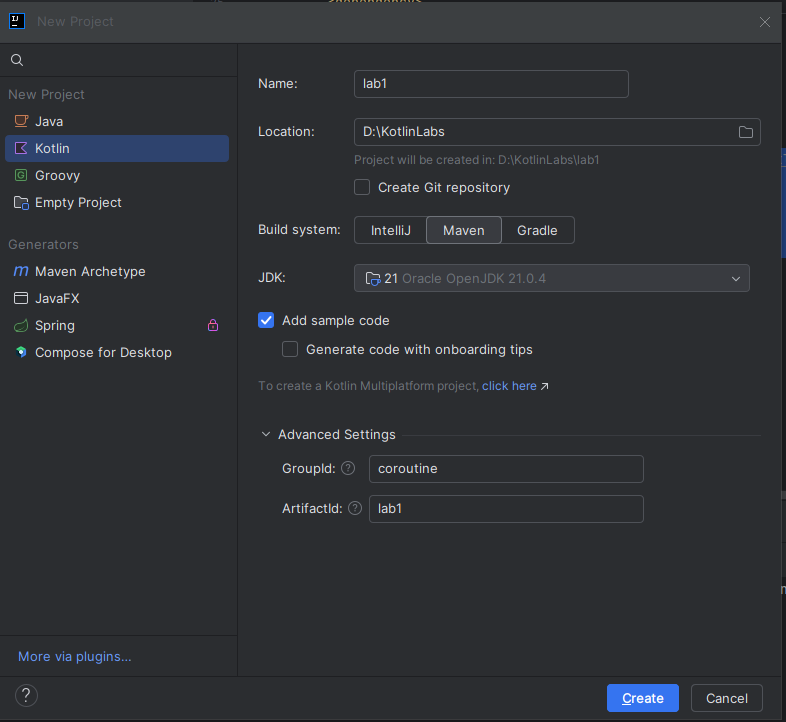 New Project
New Project
Java
Kotlin
Groovy
Empty Project
Generators
Maven Archetype
JavaFX
Spring
Compose for Desktop
More via plugins...
Name: lab1
Location: D:\KotlinLabs
Project will be created in: D:\KotlinLabs\lab1
Create Git repository
Build system: IntelliJ Maven Gradle
JDK: 21 Oracle OpenJDK 21.0.4
Add sample code
Generate code with onboarding tips
To create a Kotlin Multiplatform project, click here ↗
Advanced Settings
GroupId: ? coroutine
ArtifactId: ? lab1
? Create Cancel